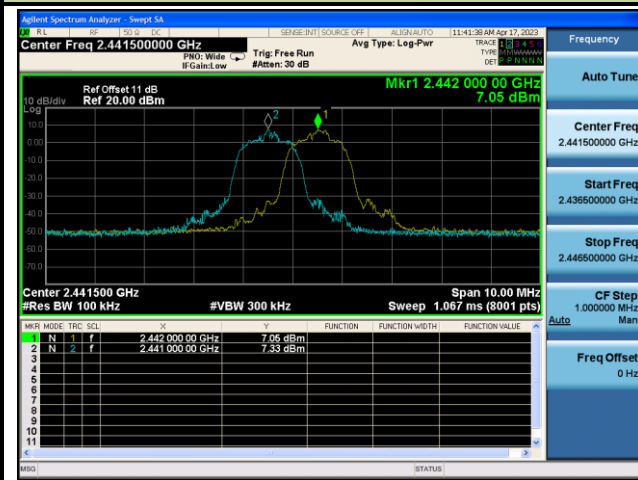 Agilent Spectrum Analyzer - Swept SA
RL RF 50 Ω DC SENSE:INT SOURCE OFF ALIGN AUTO 11:41:38 AM Apr 17, 2023
Center Freq 2.441500000 GHz
PNO: Wide
IFGain:Low
Trig: Free Run
#Atten: 30 dB
Avg Type: Log-Pwr
TRACE 1 2 3 4 5 6
TYPE
DET P P N N N N
Ref Offset 11 dB
10 dB/div Ref 20.00 dBm
Log
Mkr1 2.442 000 00 GHz
7.05 dBm
10.0
0.00
-10.0
-20.0
-30.0
-40.0
-50.0
-60.0
-70.0
2
1
Center 2.441500 GHz Span 10.00 MHz
#Res BW 100 kHz #VBW 300 kHz Sweep 1.067 ms (8001 pts)
MKR MODE TRC SCL X Y FUNCTION FUNCTION WIDTH FUNCTION VALUE
1 N 1 f 2.442 000 00 GHz 7.05 dBm
2 N 2 f 2.441 000 00 GHz 7.33 dBm
3
4
5
6
7
8
9
10
11
MSG STATUS
Frequency
Auto Tune
Center Freq
2.441500000 GHz
Start Freq
2.436500000 GHz
Stop Freq
2.446500000 GHz
CF Step
1.000000 MHz
Auto Man
Freq Offset
0 Hz